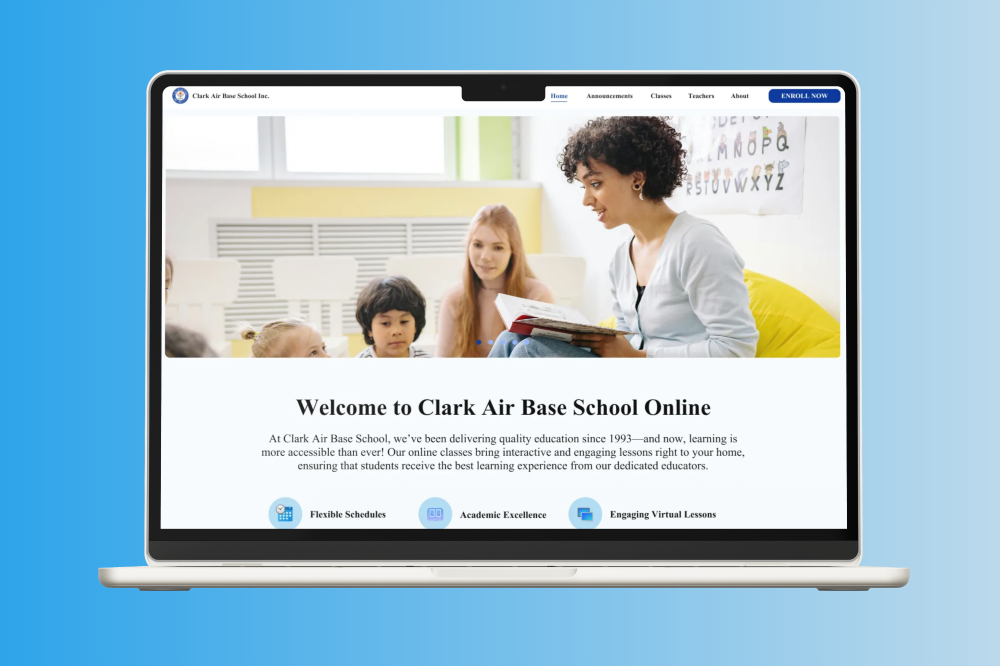 Clark Air Base School Inc.
Home Announcements Classes Teachers About ENROLL NOW
L M N O P Q
R S T U V W X Y Z
Welcome to Clark Air Base School Online
At Clark Air Base School, we’ve been delivering quality education since 1993—and now, learning is
more accessible than ever! Our online classes bring interactive and engaging lessons right to your home,
ensuring that students receive the best learning experience from our dedicated educators.
Flexible Schedules Academic Excellence Engaging Virtual Lessons